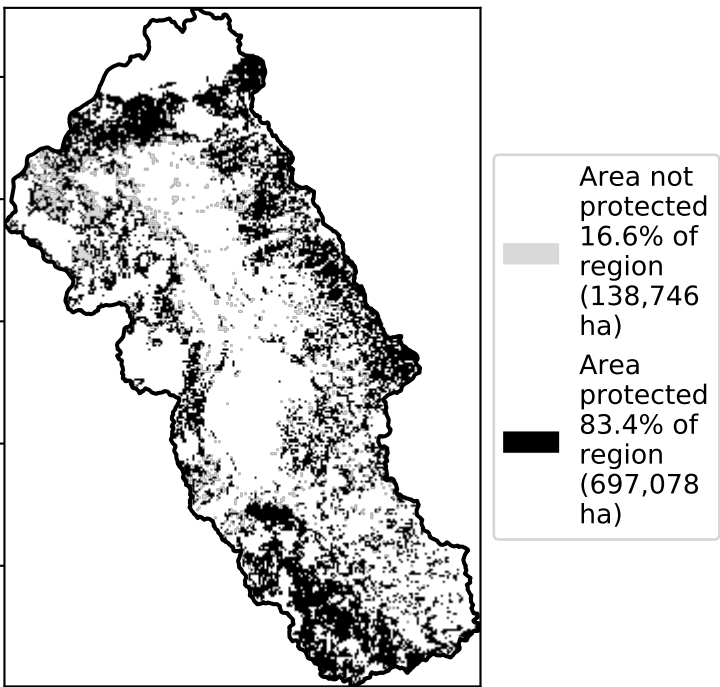 Area not
protected
16.6% of
region
(138,746
ha)
Area
protected
83.4% of
region
(697,078
ha)